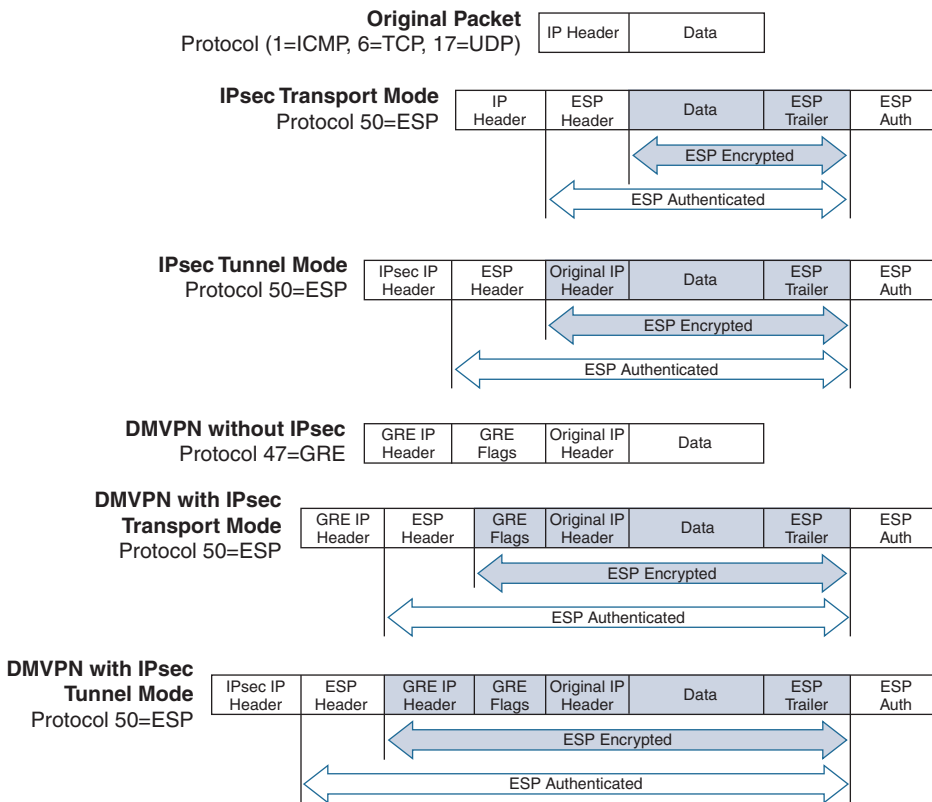 Original Packet
Protocol (1=ICMP, 6=TCP, 17=UDP)
IP Header
Data
IPsec Transport Mode
Protocol 50=ESP
IP
Header
ESP
Header
Data
ESP
Trailer
ESP
Auth
ESP Encrypted
ESP Authenticated
IPsec Tunnel Mode
Protocol 50=ESP
IPsec IP
Header
ESP
Header
Original IP
Header
Data
ESP
Trailer
ESP
Auth
ESP Encrypted
ESP Authenticated
DMVPN without IPsec
Protocol 47=GRE
GRE IP
Header
GRE
Flags
Original IP
Header
Data
DMVPN with IPsec
Transport Mode
Protocol 50=ESP
GRE IP
Header
ESP
Header
GRE
Flags
Original IP
Header
Data
ESP
Trailer
ESP
Auth
ESP Encrypted
ESP Authenticated
DMVPN with IPsec
Tunnel Mode
Protocol 50=ESP
IPsec IP
Header
ESP
Header
GRE IP
Header
GRE
Flags
Original IP
Header
Data
ESP
Trailer
ESP
Auth
ESP Encrypted
ESP Authenticated